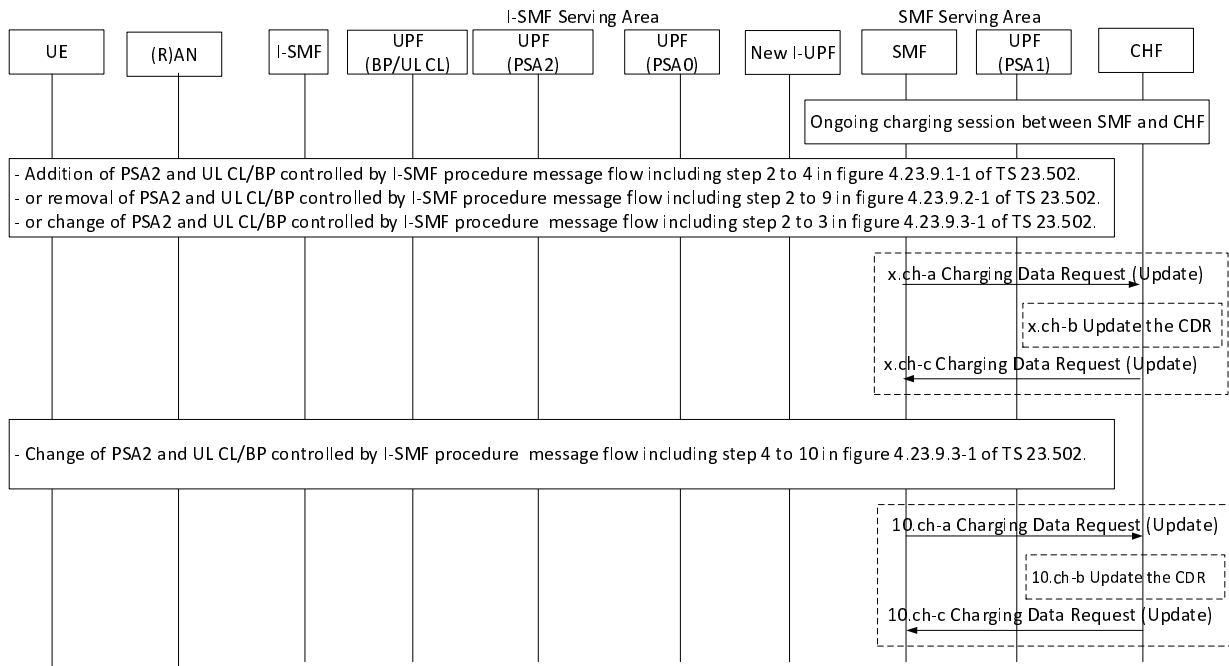 I-SMF Serving Area
SMF Serving Area
UE
(R)AN
I-SMF
UPF
(BP/UL CL)
UPF
(PSA2)
UPF
(PSA0)
New I-UPF
SMF
UPF
(PSA1)
CHF
Ongoing charging session between SMF and CHF
- Addition of PSA2 and UL CL/BP controlled by I-SMF procedure message flow including step 2 to 4 in figure 4.23.9.1-1 of TS 23.502.
- or removal of PSA2 and UL CL/BP controlled by I-SMF procedure message flow including step 2 to 9 in figure 4.23.9.2-1 of TS 23.502.
- or change of PSA2 and UL CL/BP controlled by I-SMF procedure message flow including step 2 to 3 in figure 4.23.9.3-1 of TS 23.502.
x.ch-a Charging Data Request (Update)
x.ch-b Update the CDR
x.ch-c Charging Data Request (Update)
- Change of PSA2 and UL CL/BP controlled by I-SMF procedure message flow including step 4 to 10 in figure 4.23.9.3-1 of TS 23.502.
10.ch-a Charging Data Request (Update)
10.ch-b Update the CDR
10.ch-c Charging Data Request (Update)